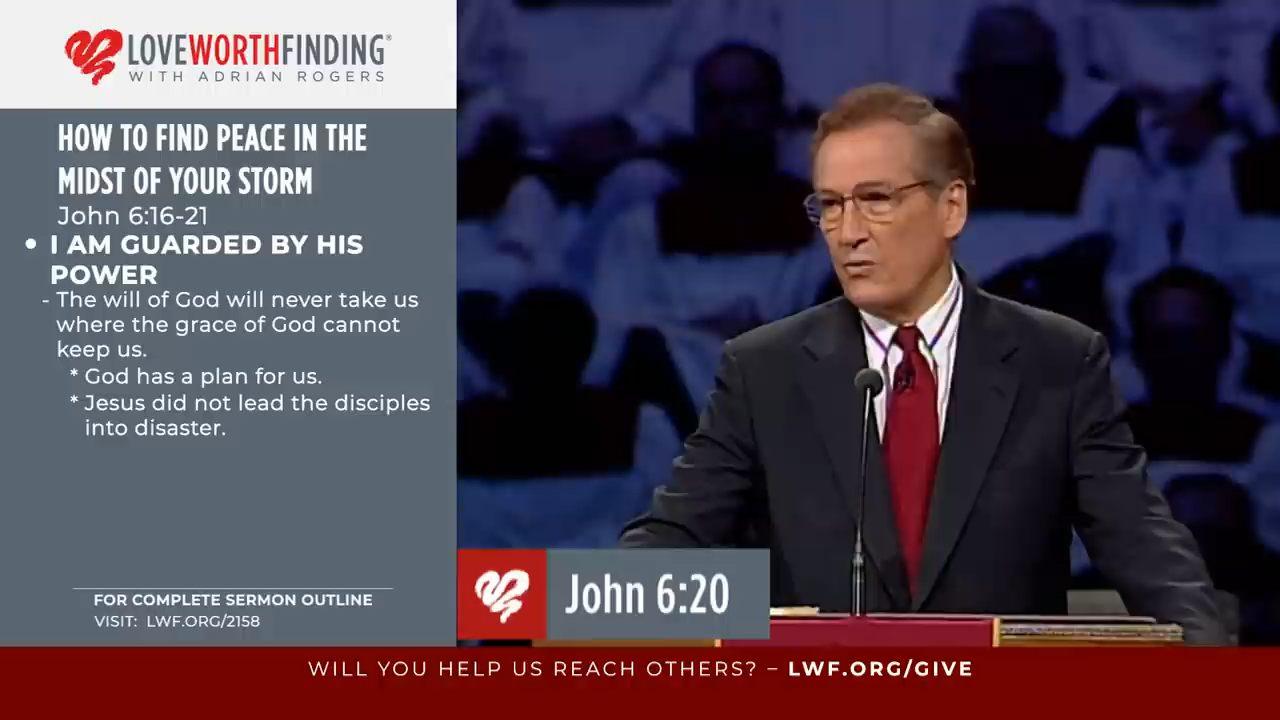 LOVEWORTHFINDING®
WITH ADRIAN ROGERS
HOW TO FIND PEACE IN THE
MIDST OF YOUR STORM
John 6:16-21
• I AM GUARDED BY HIS
POWER
- The will of God will never take us
where the grace of God cannot
keep us.
* God has a plan for us.
* Jesus did not lead the disciples
into disaster.
FOR COMPLETE SERMON OUTLINE
VISIT: LWF.ORG/2158
John 6:20
WILL YOU HELP US REACH OTHERS? – LWF.ORG/GIVE